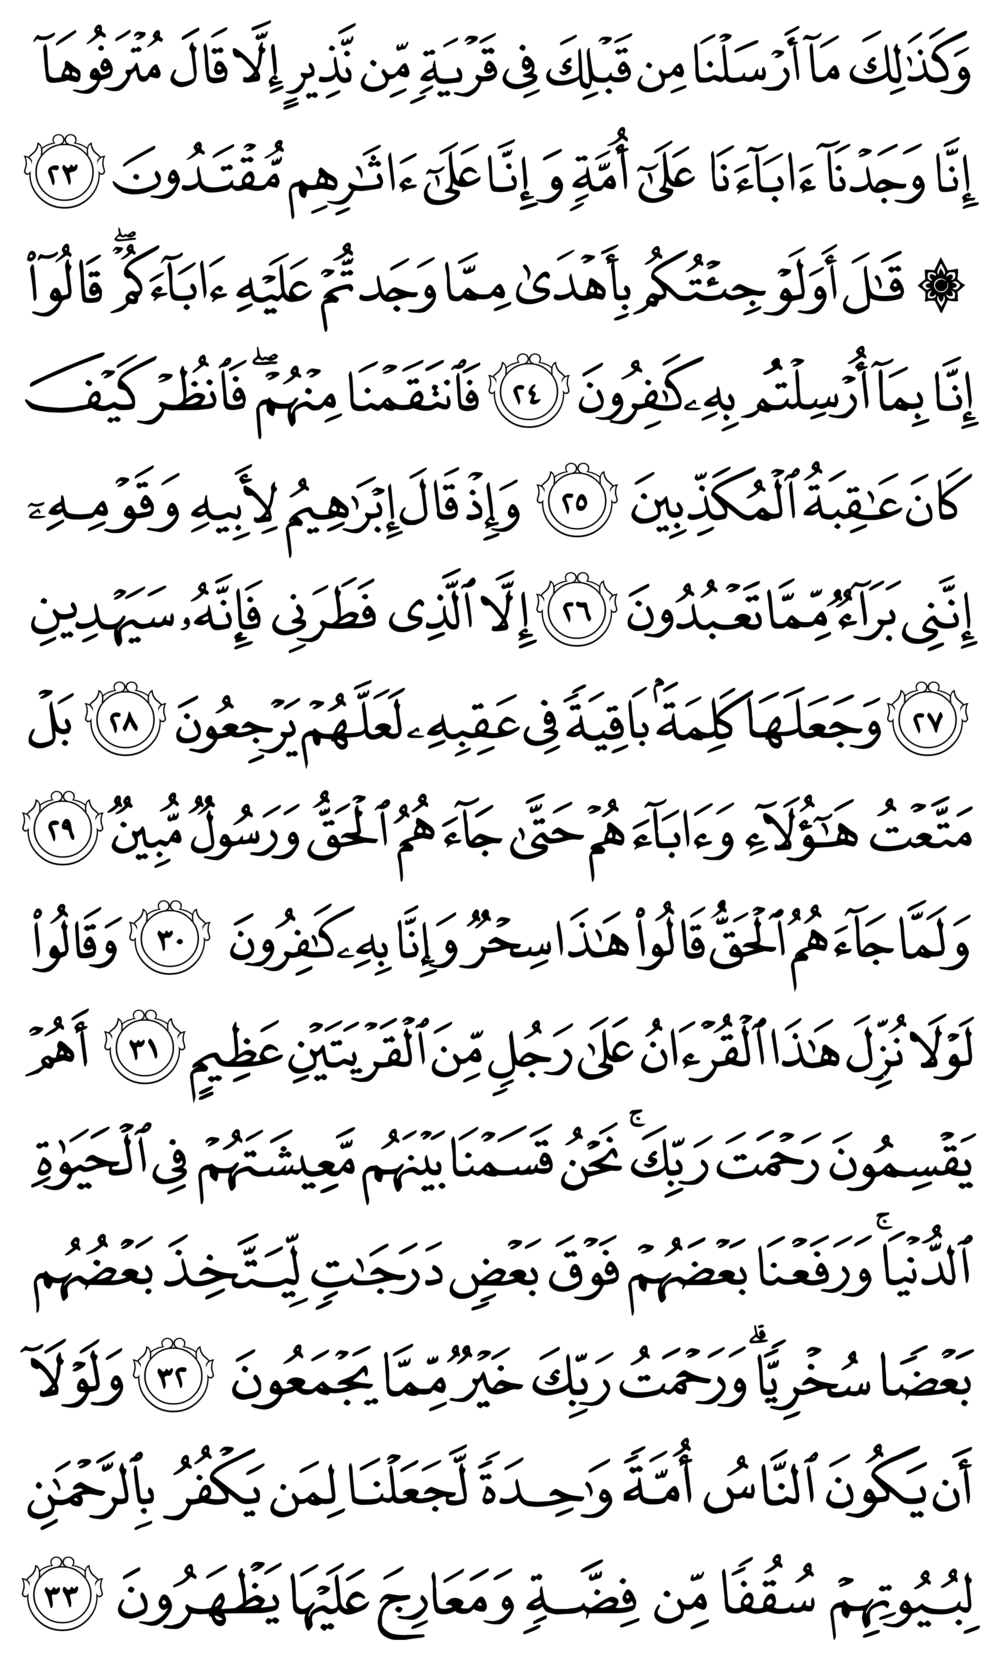 وَكَذَٰلِكَ مَآ أَرۡسَلۡنَا مِن قَبۡلِكَ فِي قَرۡيَةٖ مِّن نَّذِيرٍ إِلَّا قَالَ مُتۡرَفُوهَآ
إِنَّا وَجَدۡنَآ ءَابَآءَنَا عَلَىٰٓ أُمَّةٖ وَإِنَّا عَلَىٰٓ ءَاثَٰرِهِم مُّقۡتَدُونَ ٢٣
۞ قَٰلَ أَوَلَوۡ جِئۡتُكُم بِأَهۡدَىٰ مِمَّا وَجَدتُّمۡ عَلَيۡهِ ءَابَآءَكُمۡۖ قَالُوٓاْ
إِنَّا بِمَآ أُرۡسِلۡتُم بِهِۦ كَٰفِرُونَ ٢٤ فَٱنتَقَمۡنَا مِنۡهُمۡۖ فَٱنظُرۡ كَيۡفَ
كَانَ عَٰقِبَةُ ٱلۡمُكَذِّبِينَ ٢٥ وَإِذۡ قَالَ إِبۡرَٰهِيمُ لِأَبِيهِ وَقَوۡمِهِۦٓ
إِنَّنِي بَرَآءٞ مِّمَّا تَعۡبُدُونَ ٢٦ إِلَّا ٱلَّذِي فَطَرَنِي فَإِنَّهُۥ سَيَهۡدِينِ
٢٧ وَجَعَلَهَا كَلِمَةَۢ بَاقِيَةٗ فِي عَقِبِهِۦ لَعَلَّهُمۡ يَرۡجِعُونَ ٢٨ بَلۡ
مَتَّعۡتُ هَٰٓؤُلَآءِ وَءَابَآءَهُمۡ حَتَّىٰ جَآءَهُمُ ٱلۡحَقُّ وَرَسُولٞ مُّبِينٞ ٢٩
وَلَمَّا جَآءَهُمُ ٱلۡحَقُّ قَالُواْ هَٰذَا سِحۡرٞ وَإِنَّا بِهِۦ كَٰفِرُونَ ٣٠ وَقَالُواْ
لَوۡلَا نُزِّلَ هَٰذَا ٱلۡقُرۡءَانُ عَلَىٰ رَجُلٖ مِّنَ ٱلۡقَرۡيَتَيۡنِ عَظِيمٍ ٣١ أَهُمۡ
يَقۡسِمُونَ رَحۡمَتَ رَبِّكَۚ نَحۡنُ قَسَمۡنَا بَيۡنَهُم مَّعِيشَتَهُمۡ فِي ٱلۡحَيَوٰةِ
ٱلدُّنۡيَاۚ وَرَفَعۡنَا بَعۡضَهُمۡ فَوۡقَ بَعۡضٖ دَرَجَٰتٖ لِّيَتَّخِذَ بَعۡضُهُم
بَعۡضٗا سُخۡرِيّٗاۗ وَرَحۡمَتُ رَبِّكَ خَيۡرٞ مِّمَّا يَجۡمَعُونَ ٣٢ وَلَوۡلَآ
أَن يَكُونَ ٱلنَّاسُ أُمَّةٗ وَٰحِدَةٗ لَّجَعَلۡنَا لِمَن يَكۡفُرُ بِٱلرَّحۡمَٰنِ
لِبُيُوتِهِمۡ سُقُفٗا مِّن فِضَّةٖ وَمَعَارِجَ عَلَيۡهَا يَظۡهَرُونَ ٣٣